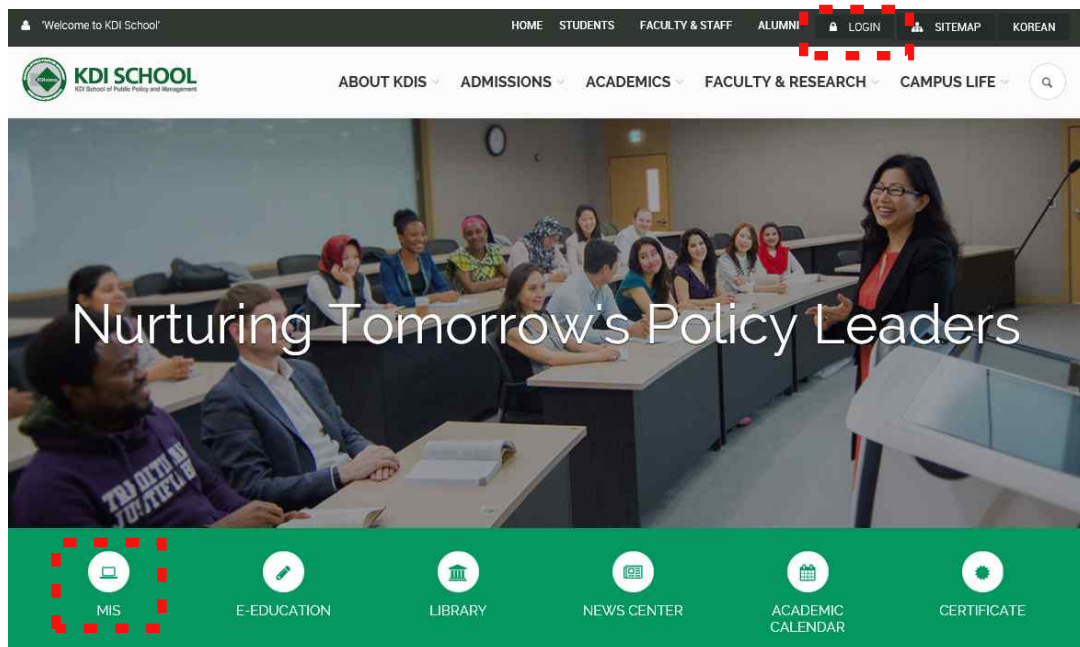 'Welcome to KDI School'
HOME STUDENTS FACULTY & STAFF ALUMNI LOGIN SITEMAP KOREAN
KDI SCHOOL
KDI School of Public Policy and Management
ABOUT KDIS ADMISSIONS ACADEMICS FACULTY & RESEARCH CAMPUS LIFE
Nurturing Tomorrow's Policy Leaders
MIS E-EDUCATION LIBRARY NEWS CENTER ACADEMIC CERTIFICATE
CALENDAR